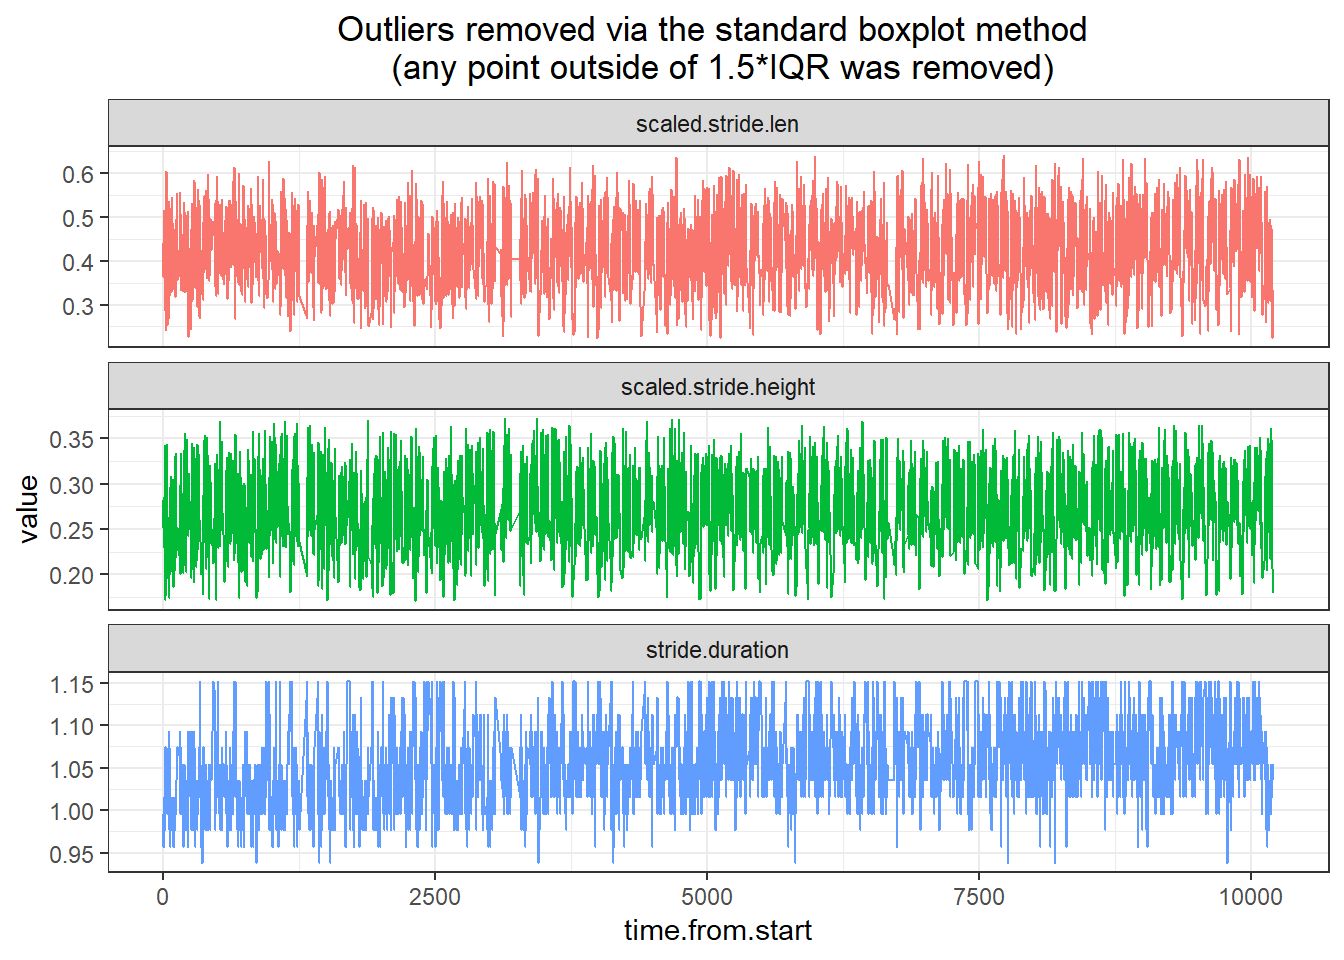 Outliers removed via the standard boxplot method
(any point outside of 1.5*IQR was removed)
scaled.stride.len
0.6
0.5
0.4
0.3
scaled.stride.height
0.35
0.30
0.25
0.20
value
stride.duration
1.15
1.10
1.05
1.00
0.95
0 2500 5000 7500 10000
time.from.start